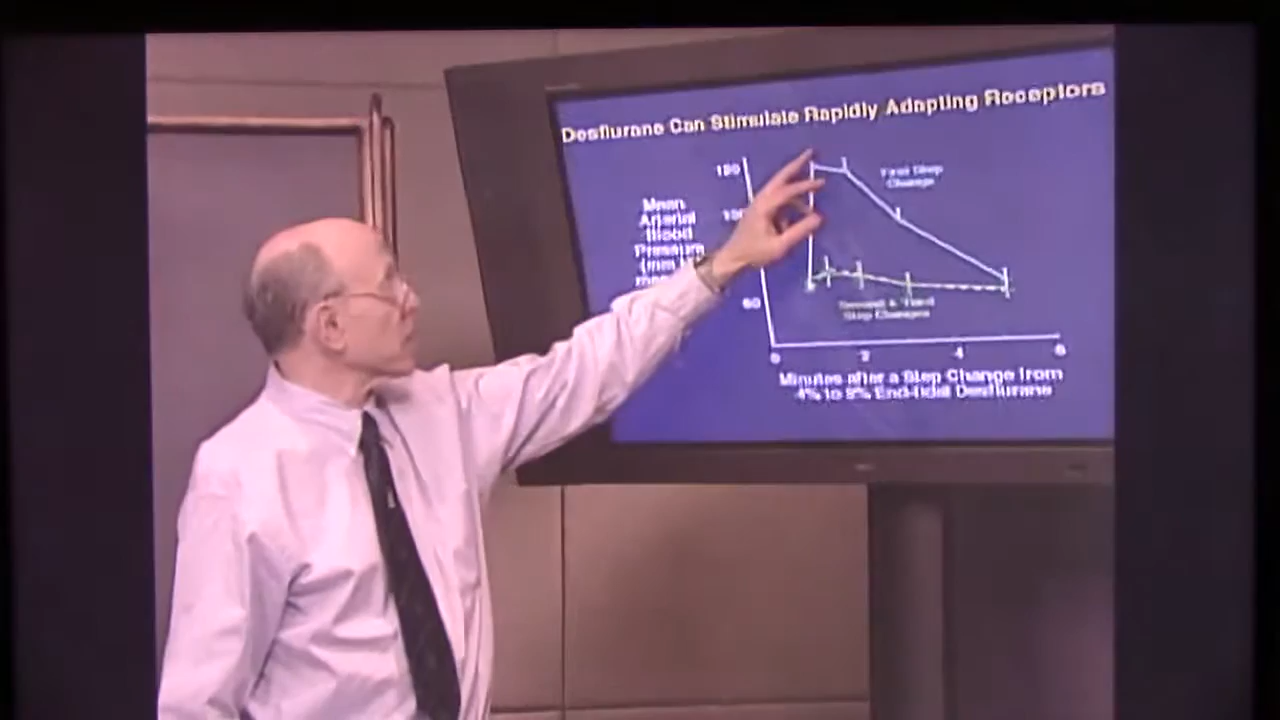 Desflurane Can Stimulate Rapidly Adapting Receptors
First Step
Change
Mean
Arterial
Blood
Pressure
60
Second & Third
Step Changes
0 2 4 6
Minutes after a Step Change from
4% to 8% End-tidal Desflurane